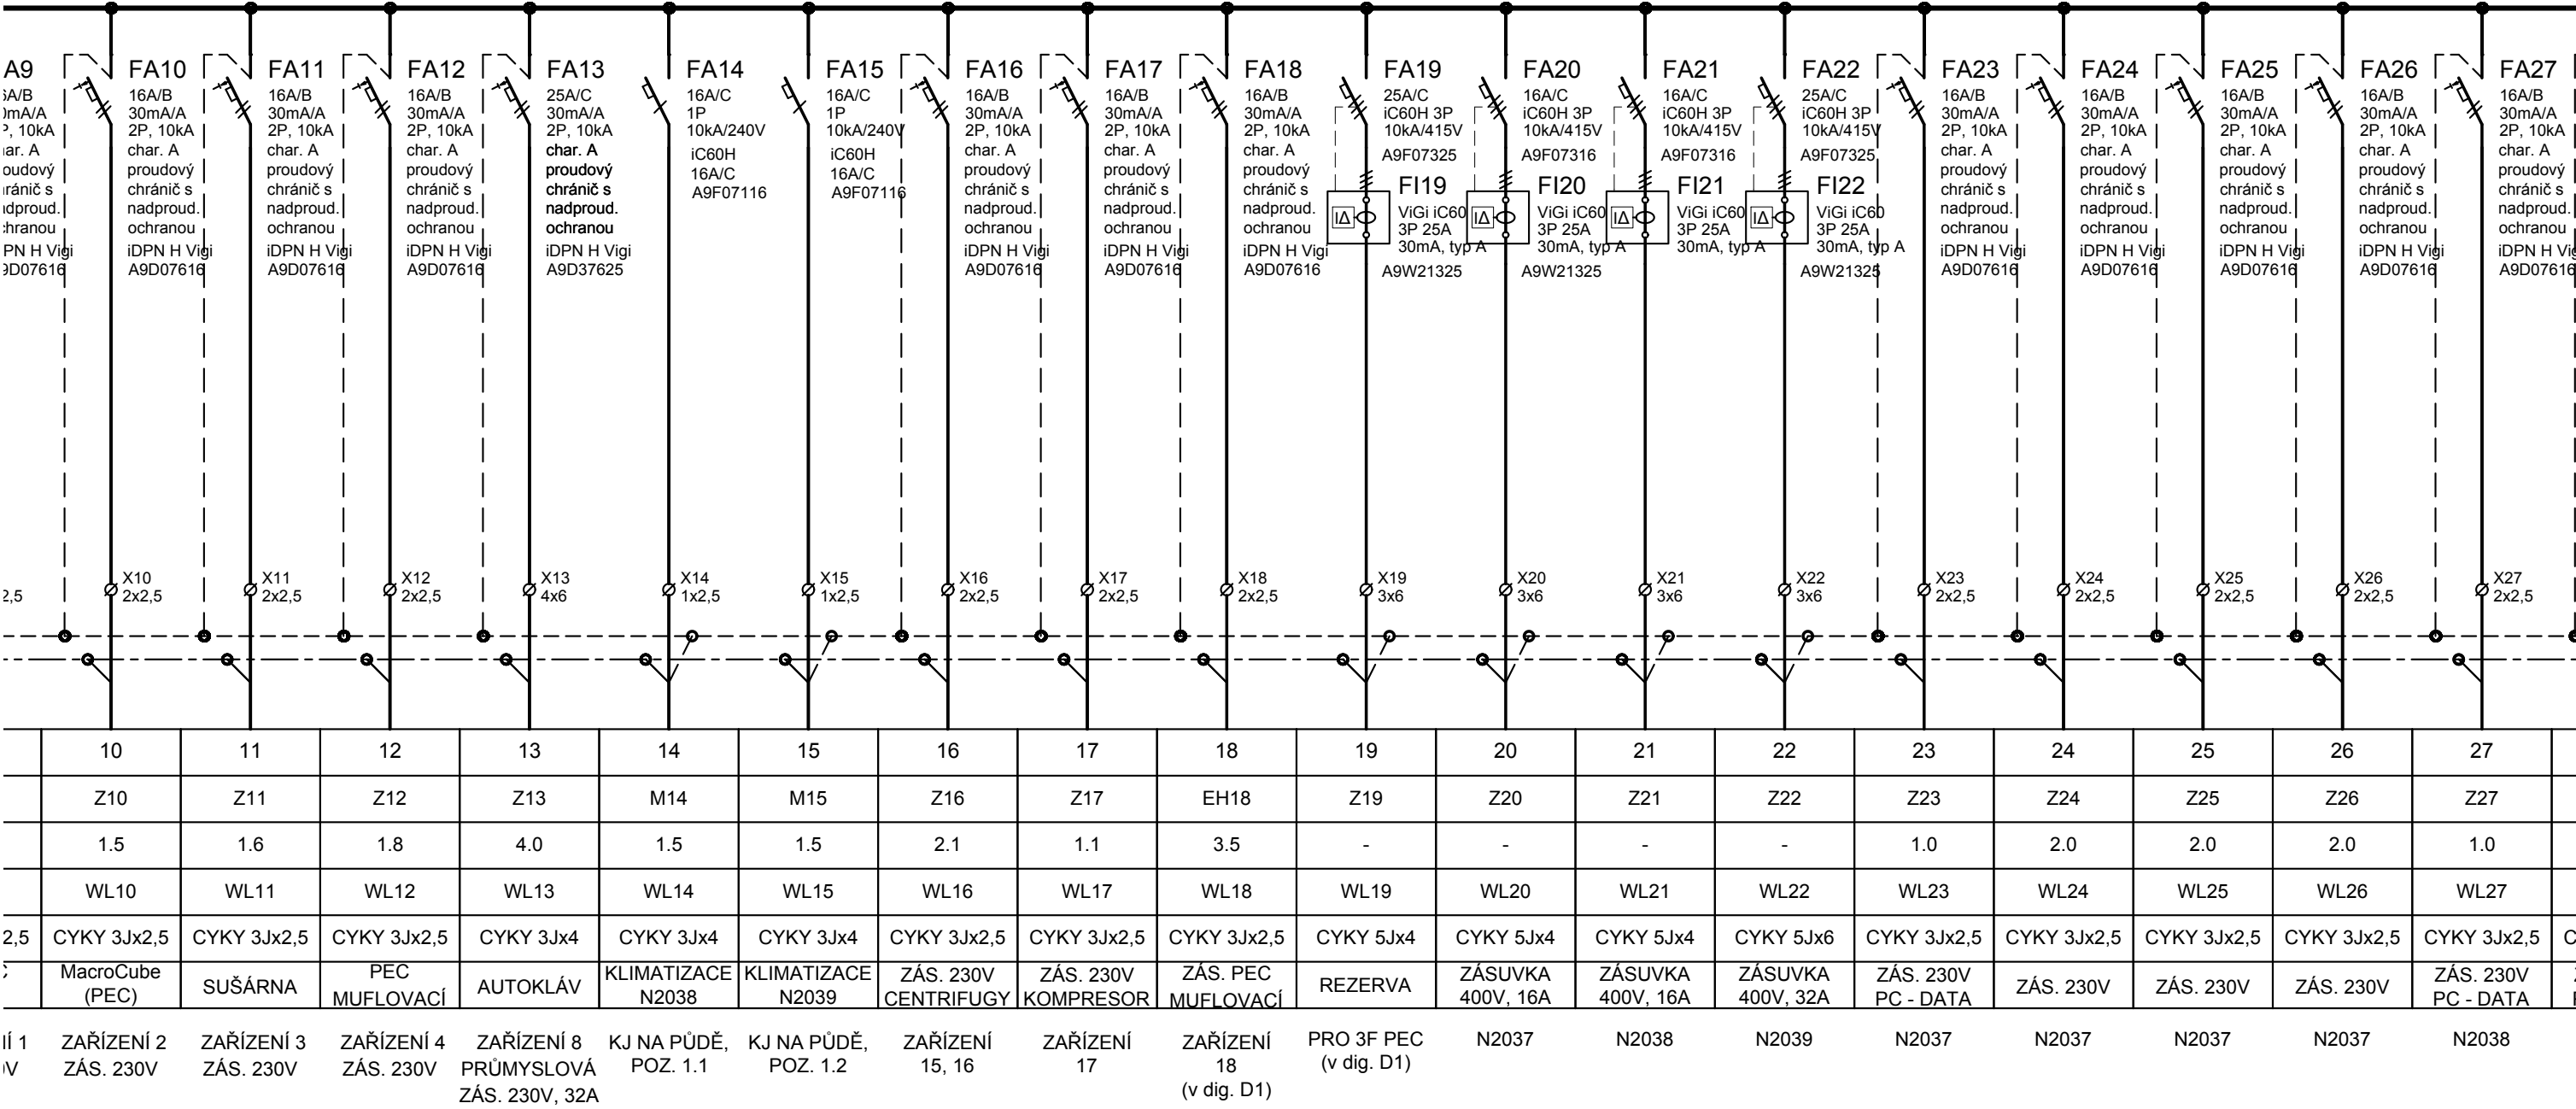 A9
6A/B
0mA/A
P, 10kA
ar. A
oudový
ránič s
adproud.
chranou
DPN H Vigi
9D07616
FA10
16A/B
30mA/A
2P, 10kA
char. A
proudový
chránič s
nadproud.
ochranou
iDPN H Vigi
A9D07616
FA11
16A/B
30mA/A
2P, 10kA
char. A
proudový
chránič s
nadproud.
ochranou
iDPN H Vigi
A9D07616
FA12
16A/B
30mA/A
2P, 10kA
char. A
proudový
chránič s
nadproud.
ochranou
iDPN H Vigi
A9D07616
FA13
25A/C
30mA/A
2P, 10kA
char. A
proudový
chránič s
nadproud.
ochranou
iDPN H Vigi
A9D37625
FA14
16A/C
1P
10kA/240V
iC60H
16A/C
A9F07116
FA15
16A/C
1P
10kA/240V
iC60H
16A/C
A9F07116
FA16
16A/B
30mA/A
2P, 10kA
char. A
proudový
chránič s
nadproud.
ochranou
iDPN H Vigi
A9D07616
FA17
16A/B
30mA/A
2P, 10kA
char. A
proudový
chránič s
nadproud.
ochranou
iDPN H Vigi
A9D07616
FA18
16A/B
30mA/A
2P, 10kA
char. A
proudový
chránič s
nadproud.
ochranou
iDPN H Vigi
A9D07616
FA19
25A/C
iC60H 3P
10kA/415V
A9F07325
FI19
I∆
ViGi iC60
3P 25A
30mA, typ A
A9W21325
FA20
16A/C
iC60H 3P
10kA/415V
A9F07316
FI20
I∆
ViGi iC60
3P 25A
30mA, typ A
A9W21325
FA21
16A/C
iC60H 3P
10kA/415V
A9F07316
FI21
I∆
ViGi iC60
3P 25A
30mA, typ A
A9W21325
FA22
25A/C
iC60H 3P
10kA/415V
A9F07325
FI22
I∆
ViGi iC60
3P 25A
30mA, typ A
A9W21325
FA23
16A/B
30mA/A
2P, 10kA
char. A
proudový
chránič s
nadproud.
ochranou
iDPN H Vigi
A9D07616
FA24
16A/B
30mA/A
2P, 10kA
char. A
proudový
chránič s
nadproud.
ochranou
iDPN H Vigi
A9D07616
FA25
16A/B
30mA/A
2P, 10kA
char. A
proudový
chránič s
nadproud.
ochranou
iDPN H Vigi
A9D07616
FA26
16A/B
30mA/A
2P, 10kA
char. A
proudový
chránič s
nadproud.
ochranou
iDPN H Vigi
A9D07616
FA27
16A/B
30mA/A
2P, 10kA
char. A
proudový
chránič s
nadproud.
ochranou
iDPN H Vigi
A9D07616
2,5
X10
2x2,5
X11
2x2,5
X12
2x2,5
X13
4x6
X14
1x2,5
X15
1x2,5
X16
2x2,5
X17
2x2,5
X18
2x2,5
X19
3x6
X20
3x6
X21
3x6
X22
3x6
X23
2x2,5
X24
2x2,5
X25
2x2,5
X26
2x2,5
X27
2x2,5
10 11 12 13 14 15 16 17 18 19 20 21 22 23 24 25 26 27
Z10 Z11 Z12 Z13 M14 M15 Z16 Z17 EH18 Z19 Z20 Z21 Z22 Z23 Z24 Z25 Z26 Z27
1.5 1.6 1.8 4.0 1.5 1.5 2.1 1.1 3.5 - - - - 1.0 2.0 2.0 2.0 1.0
WL10 WL11 WL12 WL13 WL14 WL15 WL16 WL17 WL18 WL19 WL20 WL21 WL22 WL23 WL24 WL25 WL26 WL27
2,5 CYKY 3Jx2,5 CYKY 3Jx2,5 CYKY 3Jx2,5 CYKY 3Jx4 CYKY 3Jx4 CYKY 3Jx4 CYKY 3Jx2,5 CYKY 3Jx2,5 CYKY 3Jx2,5 CYKY 5Jx4 CYKY 5Jx4 CYKY 5Jx4 CYKY 5Jx6 CYKY 3Jx2,5 CYKY 3Jx2,5 CYKY 3Jx2,5 CYKY 3Jx2,5 CYKY 3Jx2,5 C
MacroCube
(PEC)
SUŠÁRNA
PEC
MUFLOVACÍ
AUTOKLÁV
KLIMATIZACE
N2038
KLIMATIZACE
N2039
ZÁS. 230V
CENTRIFUGY
ZÁS. 230V
KOMPRESOR
ZÁS. PEC
MUFLOVACÍ
REZERVA
ZÁSUVKA
400V, 16A
ZÁSUVKA
400V, 16A
ZÁSUVKA
400V, 32A
ZÁS. 230V
PC - DATA
ZÁS. 230V
ZÁS. 230V
ZÁS. 230V
ZÁS. 230V
PC - DATA
Í 1
V
ZAŘÍZENÍ 2
ZÁS. 230V
ZAŘÍZENÍ 3
ZÁS. 230V
ZAŘÍZENÍ 4
ZÁS. 230V
ZAŘÍZENÍ 8
PRŮMYSLOVÁ
ZÁS. 230V, 32A
KJ NA PŮDĚ,
POZ. 1.1
KJ NA PŮDĚ,
POZ. 1.2
ZAŘÍZENÍ
15, 16
ZAŘÍZENÍ
17
ZAŘÍZENÍ
18
(v dig. D1)
PRO 3F PEC
(v dig. D1)
N2037
N2038
N2039
N2037
N2037
N2037
N2037
N2038